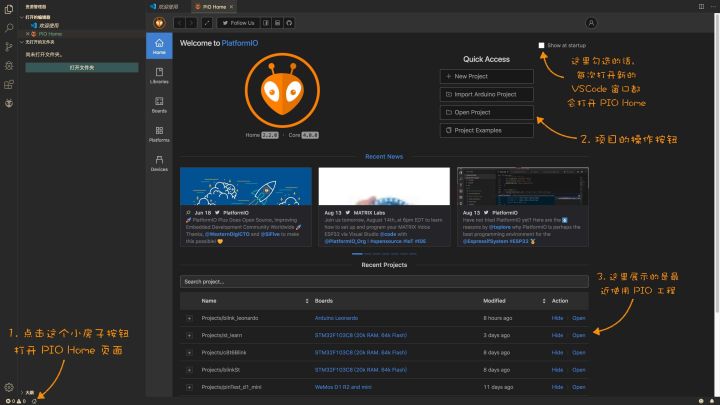 资源管理器
打开的编辑器
欢迎使用
PIO Home
无打开的文件夹
尚未打开文件夹。
打开文件夹
大纲
0 0
欢迎使用
PIO Home
Follow Us
Home
Libraries
Boards
Platforms
Devices
Welcome to PlatformIO
Show at startup
Home 2.2.0 · Core 4.0.0
Quick Access
New Project
Import Arduino Project
Open Project
Project Examples
这里勾选的话,
首次打开新的
VSCode 窗口都
会打开 PIO Home
2. 项目的操作按钮
Recent News
Jun 18 PlatformIO
PlatformIO Plus Goes Open Source, Improving
Embedded Development Community Worldwide
Thanks, @WesternDigiCTO and @SiFive to make
this possible!
Aug 13 MATRIX Labs
Join us tomorrow, August 14th, at 6pm EDT to learn
how to set up and program your MATRIX Voice
ESP32 via Visual Studio @code with
@PlatformIO_Org ! #opensource #IoT #IDE
Aug 13 PlatformIO
Have not tried PlatformIO yet? Here are the
reasons by @toplers why PlatformIO is perhaps the
best programming environment for the
@EspressifSystem #ESP32
Recent Projects
Search project...
Name Boards Modified Action
Projects/blink_leonardo Arduino Leonardo 8 hours ago Hide Open
Projects/st_learn STM32F103C8 (20k RAM. 64k Flash) 3 days ago Hide Open
STM32F103C8 (20k RAM. 64k Flash) 8 days ago Hide Open
Projects/blinkSt STM32F103C8 (20k RAM. 64k Flash) 8 days ago Hide Open
Projects/pinTest_d1_mini WeMos D1 R2 and mini 11 days ago Hide Open
3. 这里展示的是最
近使用 PIO 工程
1. 点击这个小房子按钮
打开 PIO Home 页面